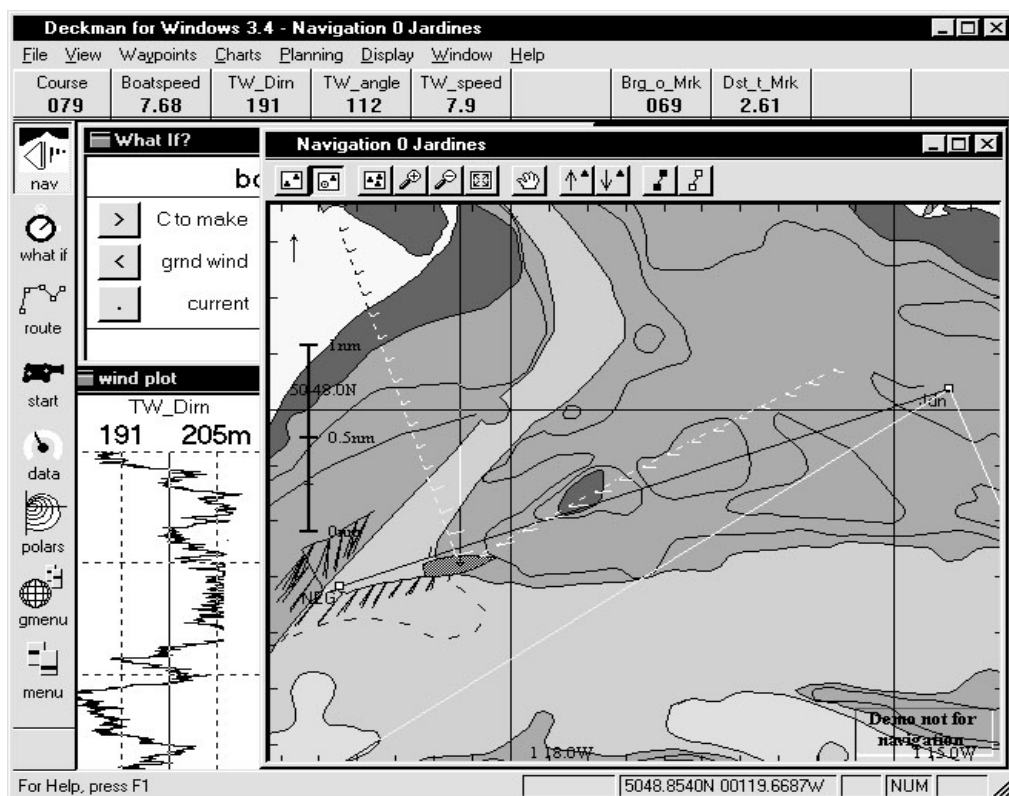 Deckman for Windows 3.4 - Navigation 0 Jardines
File View Waypoints Charts Planning Display Window Help
Course Boatspeed TW_Dirn TW_angle TW_speed Brg_o_Mrk Dst_t_Mrk
079 7.68 191 112 7.9 069 2.61
nav
what if
route
start
data
polars
gmenu
menu
What If?
> C to make
< grnd wind
. current
wind plot
TW_Dirn
191 205m
Navigation 0 Jardines
1nm
50 48.0N
0.5nm
0nm
NEG
Jdn
Demo not for
navigation
1 18.0W
1 15.0W
For Help, press F1
5048.8540N 00119.6687W
NUM